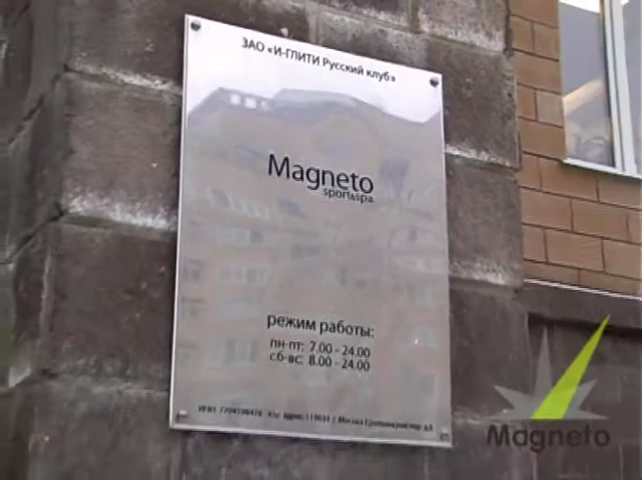 ЗАО «И-ГЛИТИ Русский клуб»
Magneto
sport&spa
режим работы:
пн-пт: 7.00 - 24.00
сб-вс: 8.00 - 24.00
Magneto